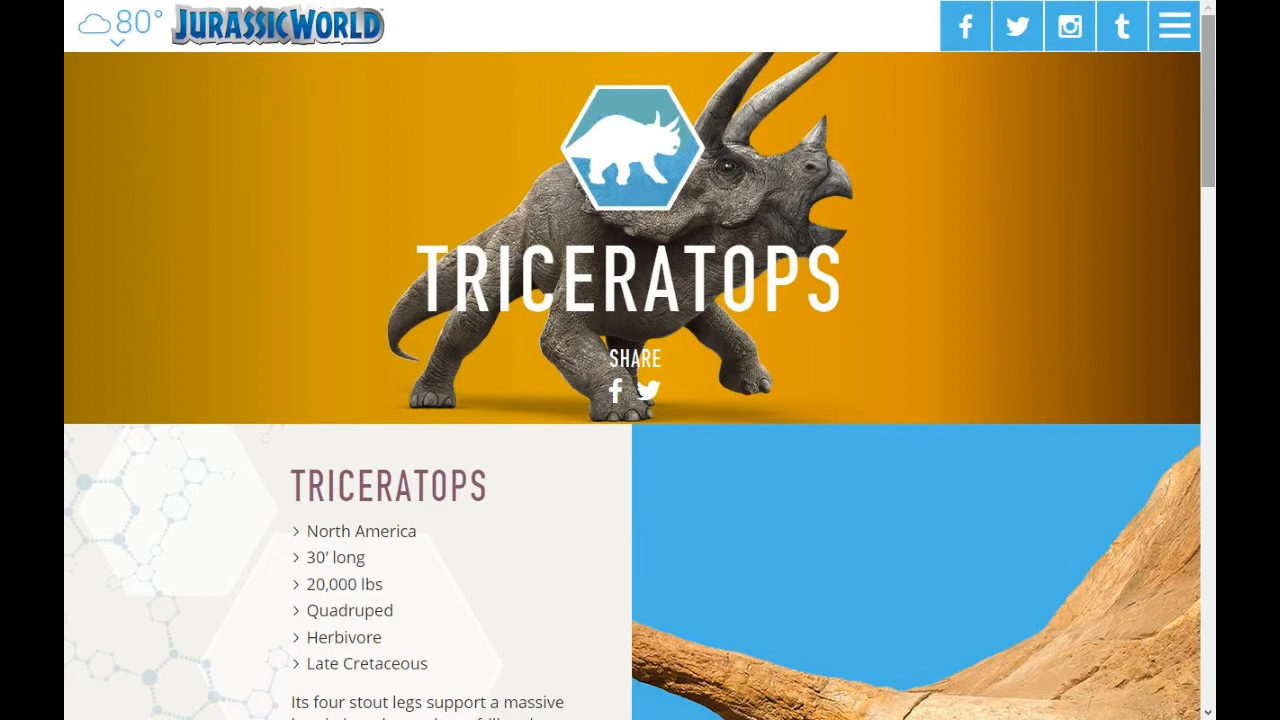 80°
JURASSIC WORLD
TRICERATOPS
SHARE
TRICERATOPS
North America
30' long
20,000 lbs
Quadruped
Herbivore
Late Cretaceous
Its four stout legs support a massive